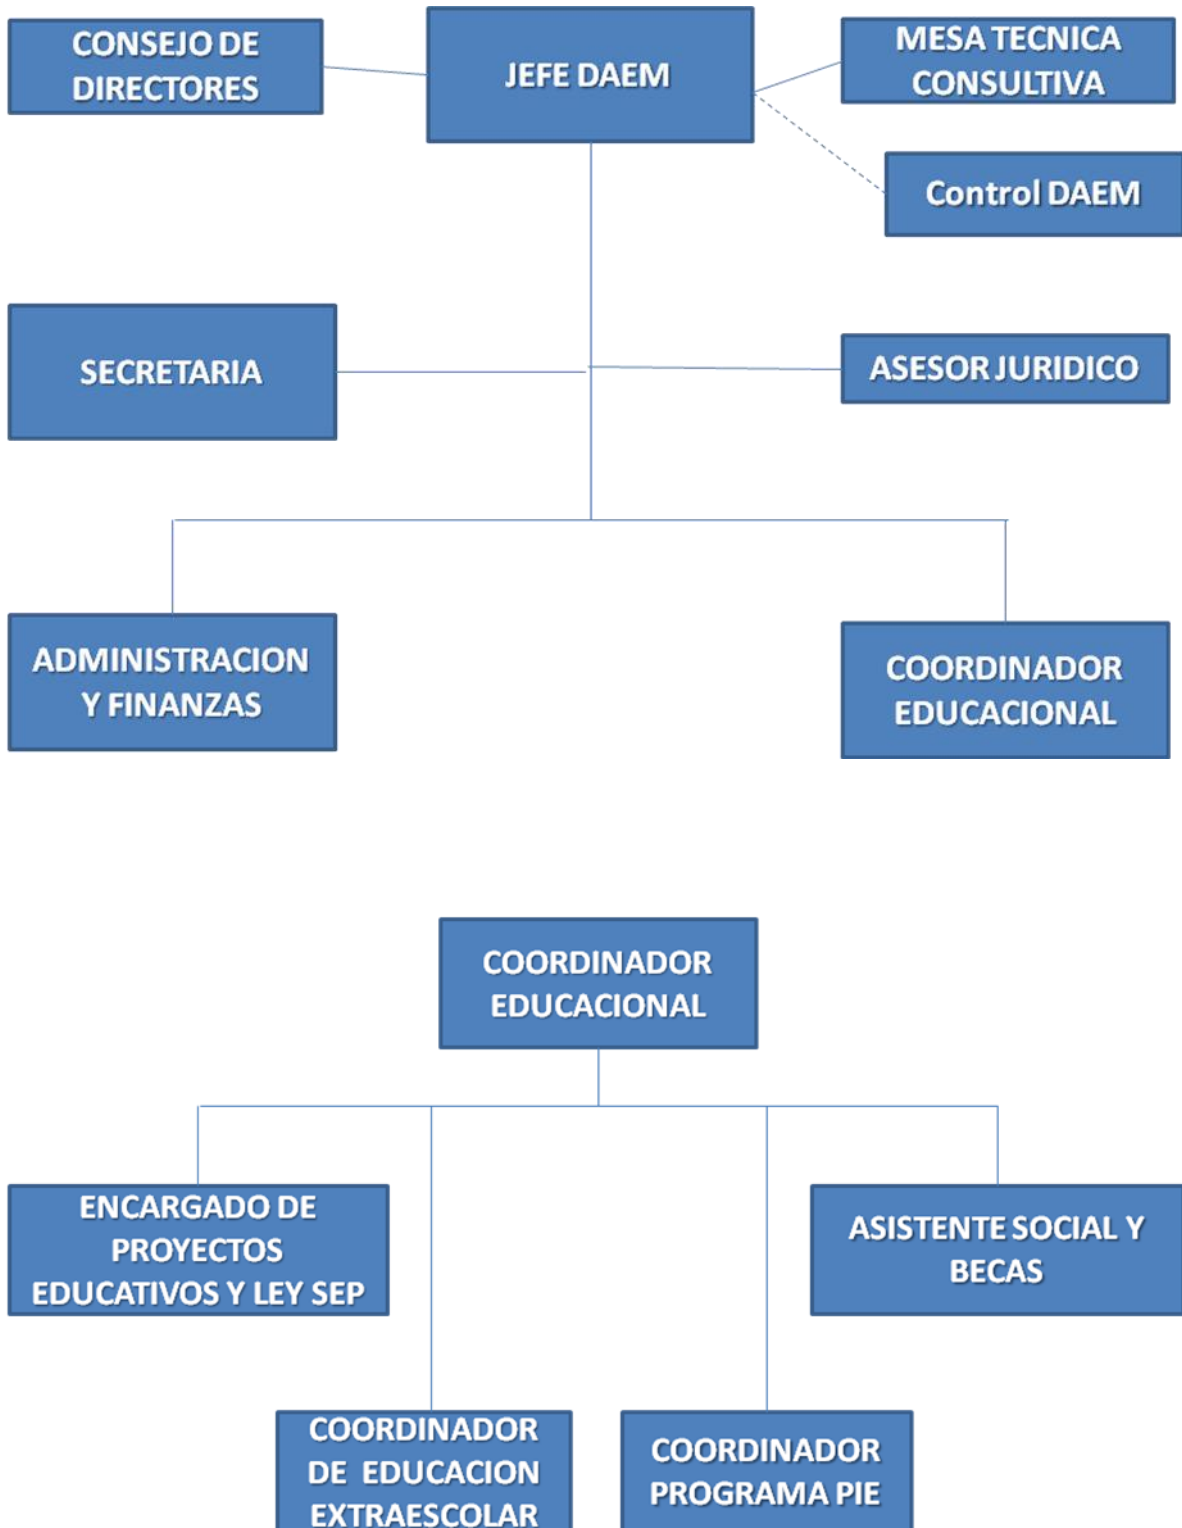 CONSEJO DE
DIRECTORES
JEFE DAEM
MESA TECNICA
CONSULTIVA
Control DAEM
SECRETARIA
ASESOR JURIDICO
ADMINISTRACION
Y FINANZAS
COORDINADOR
EDUCACIONAL
COORDINADOR
EDUCACIONAL
ENCARGADO DE
PROYECTOS
EDUCATIVOS Y LEY SEP
ASISTENTE SOCIAL Y
BECAS
COORDINADOR
DE EDUCACION
EXTRAESCOLAR
COORDINADOR
PROGRAMA PIE